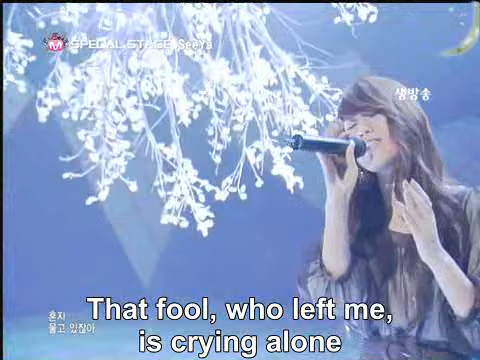 M SPECIAL STAGE SeeYa
생방송
혼자
울고 있잖아
That fool, who left me,
is crying alone